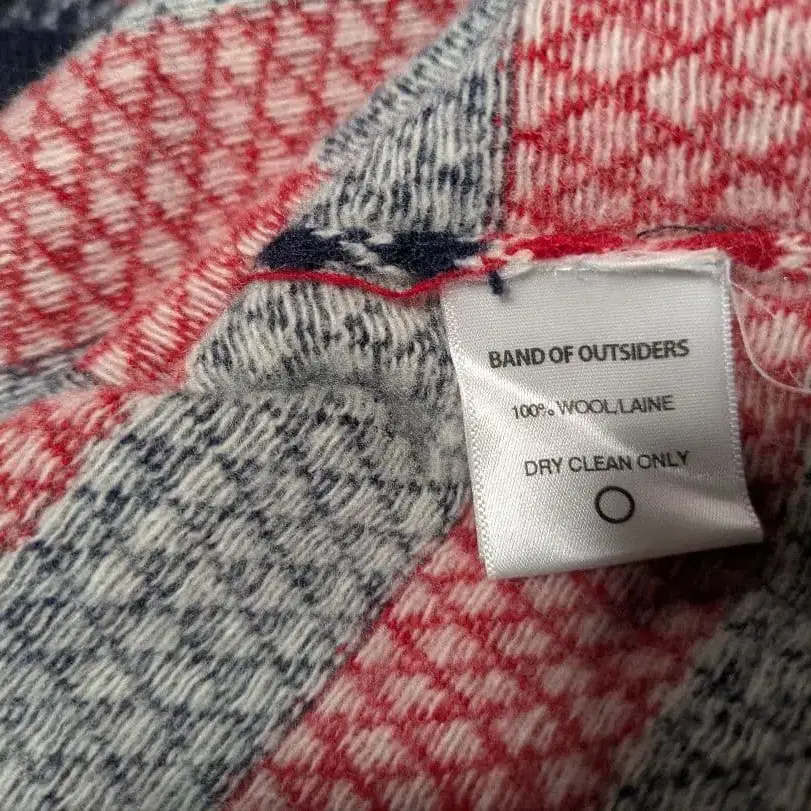 BAND OF OUTSIDERS
100% WOOL/LAINE
DRY CLEAN ONLY